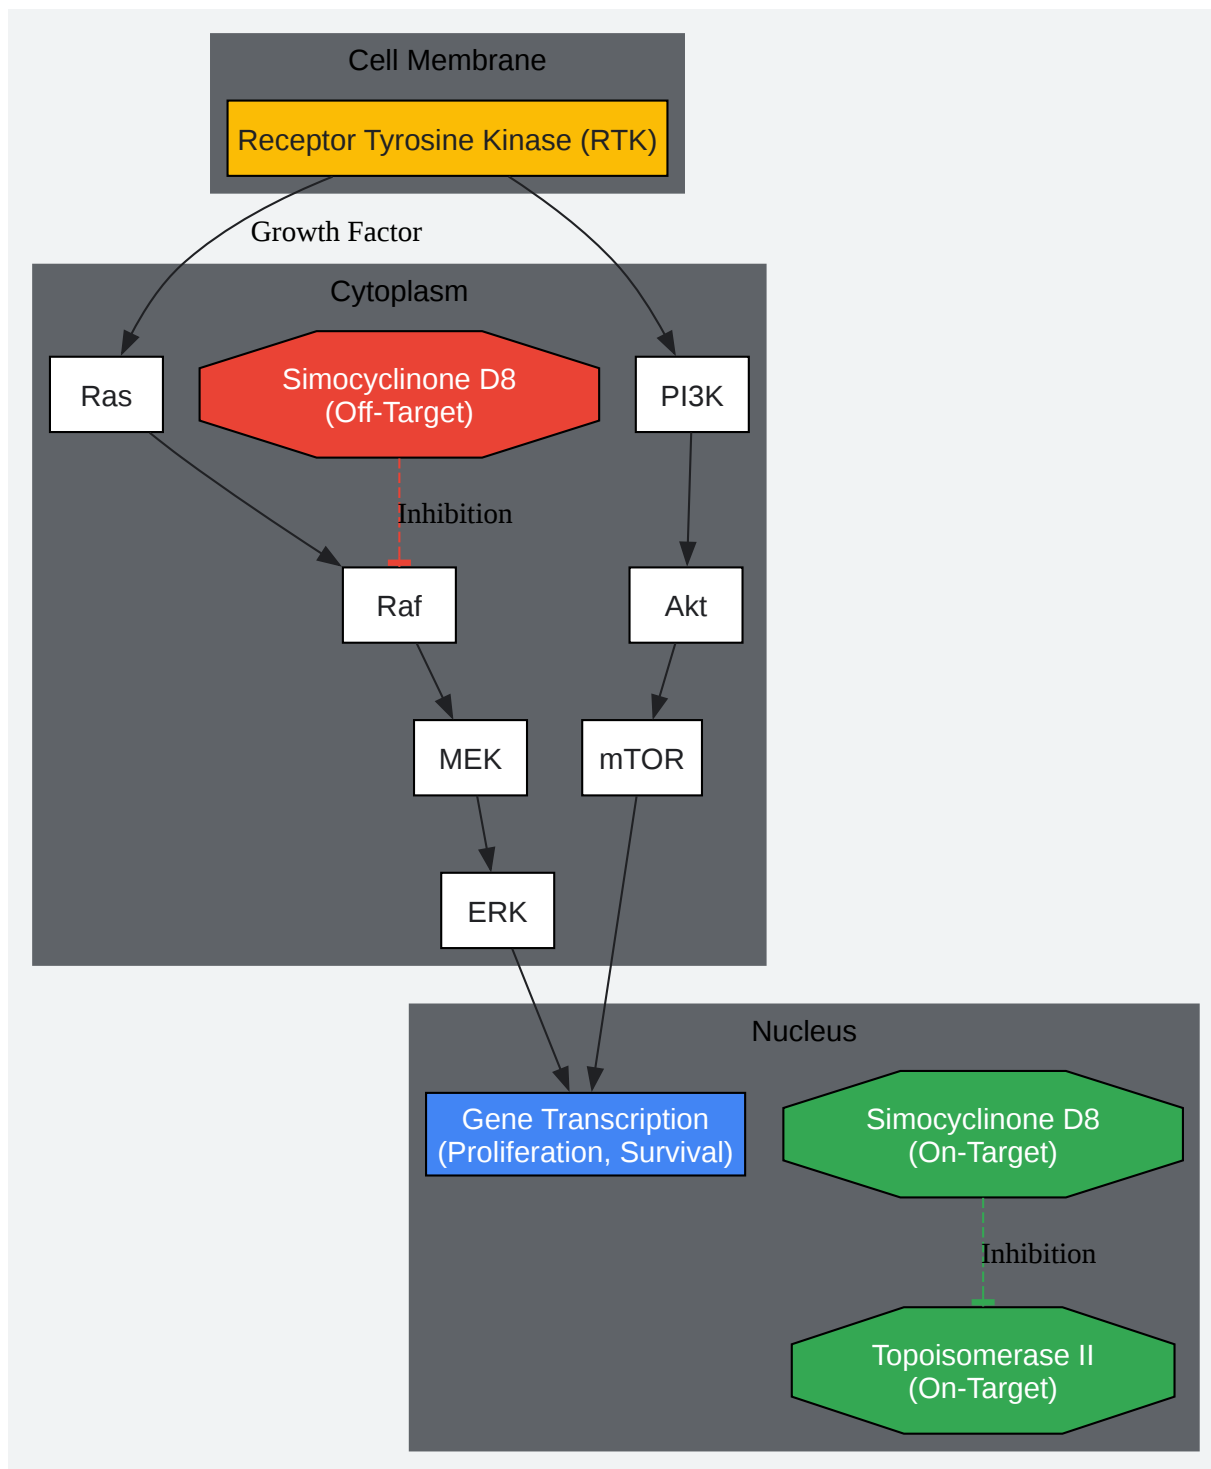 Cell Membrane
Receptor Tyrosine Kinase (RTK)
Growth Factor
Cytoplasm
Ras
Simocyclinone D8
(Off-Target)
PI3K
Inhibition
Raf
Akt
MEK
mTOR
ERK
Nucleus
Gene Transcription
(Proliferation, Survival)
Simocyclinone D8
(On-Target)
Inhibition
Topoisomerase II
(On-Target)